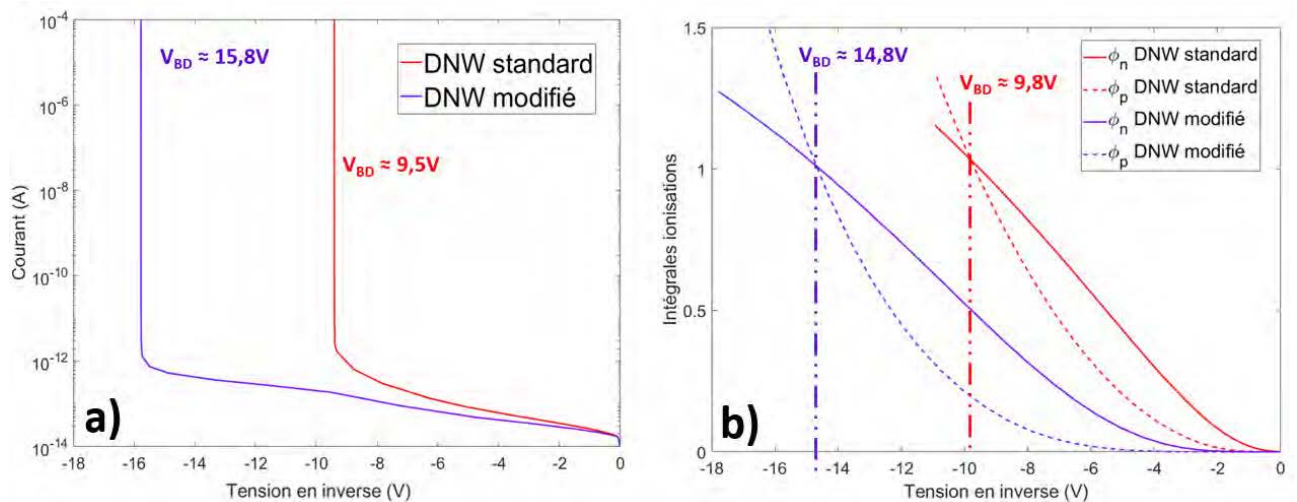 10⁻⁴
10⁻⁶
10⁻⁸
10⁻¹⁰
10⁻¹²
10⁻¹⁴
Courant (A)
V_BD ≈ 15,8V
DNW standard
DNW modifié
V_BD ≈ 9,5V
a)
-18 -16 -14 -12 -10 -8 -6 -4 -2 0
Tension en inverse (V)
1.5
1
0.5
0
Intégrales ionisations
V_BD ≈ 14,8V
V_BD ≈ 9,8V
ϕ_n DNW standard
ϕ_p DNW standard
ϕ_n DNW modifié
ϕ_p DNW modifié
b)
-18 -16 -14 -12 -10 -8 -6 -4 -2 0
Tension en inverse (V)